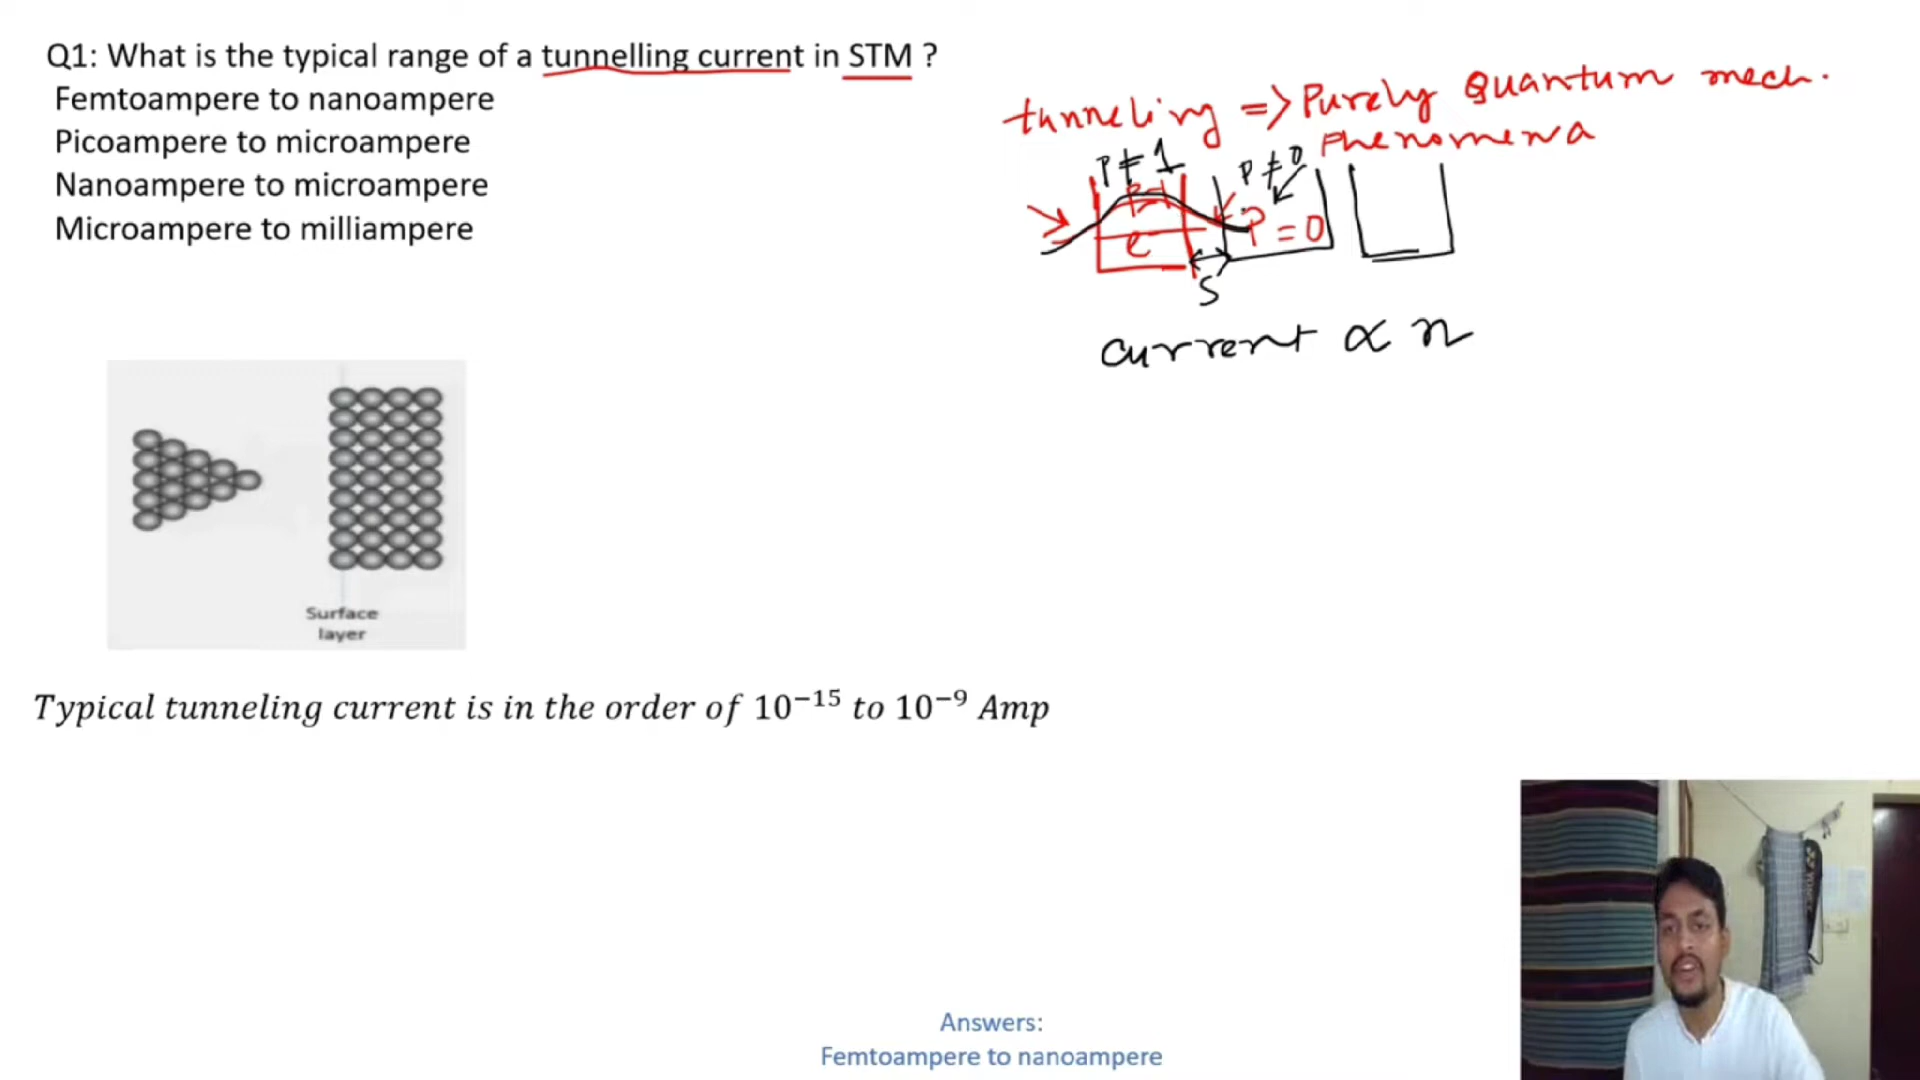 Q1: What is the typical range of a tunnelling current in STM ?
Femtoampere to nanoampere
Picoampere to microampere
Nanoampere to microampere
Microampere to milliampere
tunneling => Purely Quantum mech.
Phenomena
P ≠ 1
P ≠ 0
P = 0
e
S
current ∝ n
Surface
layer
Typical tunneling current is in the order of 10⁻¹⁵ to 10⁻⁹ Amp
Answers:
Femtoampere to nanoampere